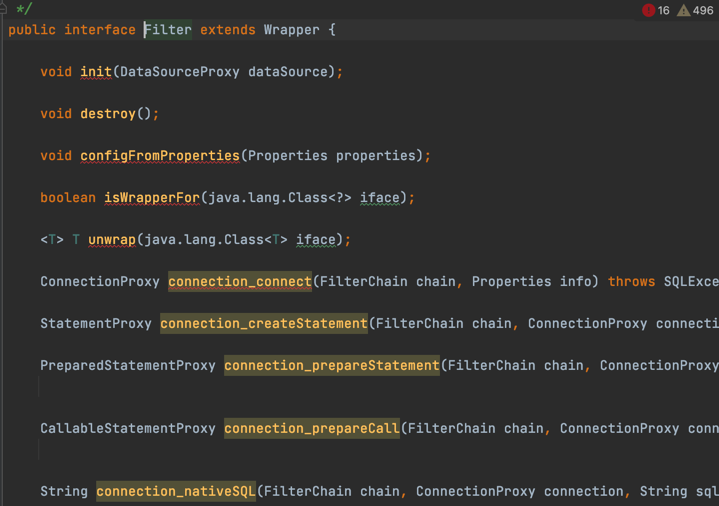 */
16 496
public interface Filter extends Wrapper {
void init(DataSourceProxy dataSource);
void destroy();
void configFromProperties(Properties properties);
boolean isWrapperFor(java.lang.Class<?> iface);
<T> T unwrap(java.lang.Class<T> iface);
ConnectionProxy connection_connect(FilterChain chain, Properties info) throws SQLExce
StatementProxy connection_createStatement(FilterChain chain, ConnectionProxy connecti
PreparedStatementProxy connection_prepareStatement(FilterChain chain, ConnectionProxy
CallableStatementProxy connection_prepareCall(FilterChain chain, ConnectionProxy conn
String connection_nativeSQL(FilterChain chain, ConnectionProxy connection, String sql